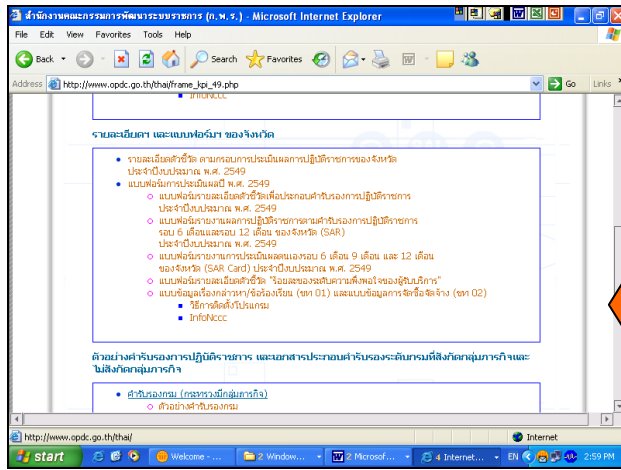 สำนักงานคณะกรรมการพัฒนาระบบราชการ (ก.พ.ร.) - Microsoft Internet Explorer
File Edit View Favorites Tools Help
Back Search Favorites
Address http://www.opdc.go.th/thai/frame_kpi_49.php Go Links
InfoNccc
รายละเอียดฯ และแบบฟอร์มฯ ของจังหวัด
รายละเอียดตัวชี้วัด ตามกรอบการประเมินผลการปฏิบัติราชการของจังหวัด
ประจำปีงบประมาณ พ.ศ. 2549
แบบฟอร์มการประเมินผลปี พ.ศ. 2549
แบบฟอร์มรายละเอียดตัวชี้วัดเพื่อประกอบคำรับรองการปฏิบัติราชการ
ประจำปีงบประมาณ พ.ศ. 2549
แบบฟอร์มรายงานผลการปฏิบัติราชการตามคำรับรองการปฏิบัติราชการ
รอบ 6 เดือนและรอบ 12 เดือน ของจังหวัด (SAR)
ประจำปีงบประมาณ พ.ศ. 2549
แบบฟอร์มรายงานการประเมินผลตนเองรอบ 6 เดือน 9 เดือน และ 12 เดือน
ของจังหวัด (SAR Card) ประจำปีงบประมาณ พ.ศ. 2549
แบบฟอร์มรายละเอียดตัวชี้วัด "ร้อยละของระดับความพึงพอใจของผู้รับบริการ"
แบบข้อมูลเรื่องกล่าวหา/ข้อร้องเรียน (ขท 01) และแบบข้อมูลการจัดซื้อจัดจ้าง (ขท 02)
วิธีการติดตั้งโปรแกรม
InfoNccc
ตัวอย่างคำรับรองการปฏิบัติราชการ และเอกสารประกอบคำรับรองระดับกรมที่สังกัดกลุ่มภารกิจและ
ไม่สังกัดกลุ่มภารกิจ
คำรับรองกรม (กระทรวงมีกลุ่มภารกิจ)
ตัวอย่างคำรับรองกรม
http://www.opdc.go.th/thai/ Internet
start Welcome - ... 2 Window... 2 Microsof... 4 Internet... EN 2:59 PM